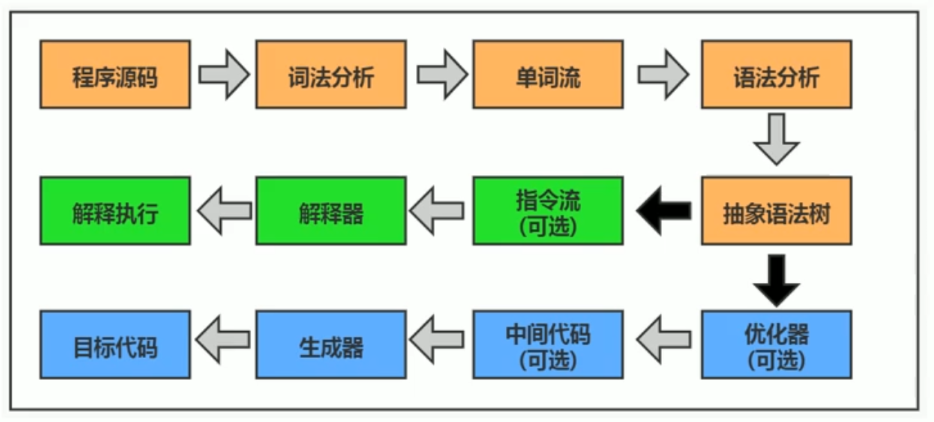 程序源码
词法分析
单词流
语法分析
解释执行
解释器
指令流
(可选)
抽象语法树
目标代码
生成器
中间代码
(可选)
优化器
(可选)